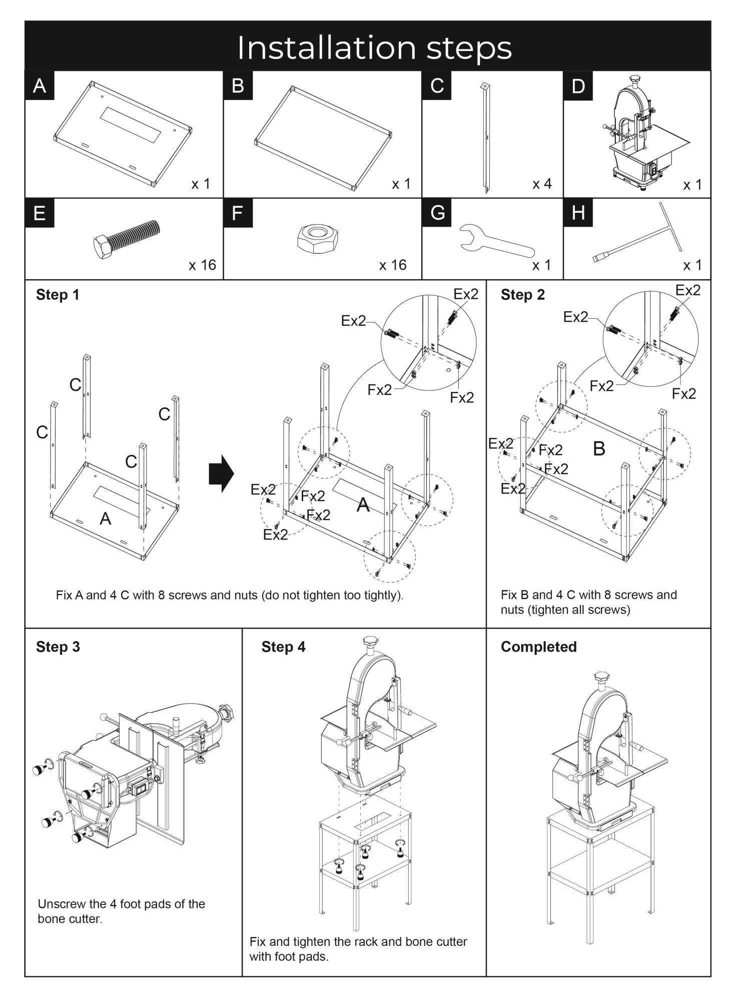 Installation steps
A
x 1
B
x 1
C
x 4
D
x 1
E
x 16
F
x 16
G
x 1
H
x 1
Step 1
C
C
C
C
A
Ex2
Ex2
Fx2
Fx2
Ex2
Fx2
Fx2
Ex2
A
Fix A and 4 C with 8 screws and nuts (do not tighten too tightly).
Step 2
Ex2
Ex2
Fx2
Fx2
Ex2
Fx2
Fx2
Ex2
B
Fix B and 4 C with 8 screws and
nuts (tighten all screws)
Step 3
Unscrew the 4 foot pads of the
bone cutter.
Step 4
Fix and tighten the rack and bone cutter
with foot pads.
Completed